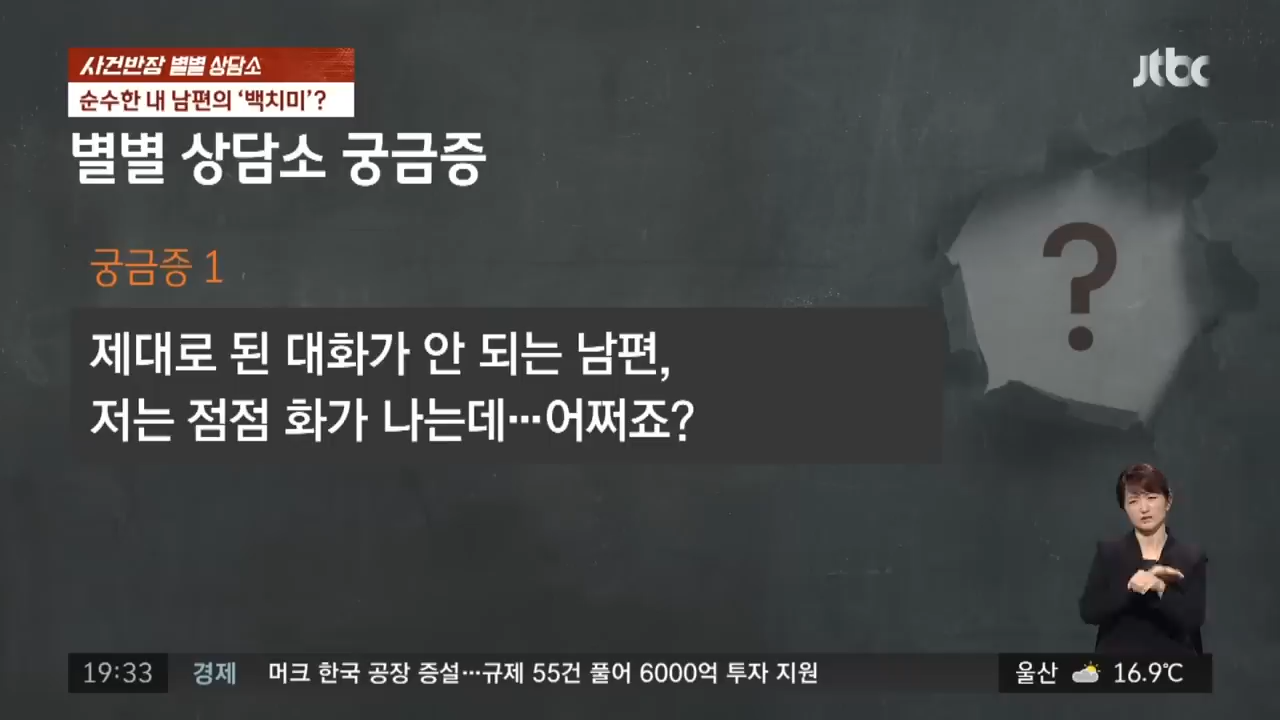 사건반장 별별 상담소
jtbc
순수한 내 남편의 ‘백치미’?
별별 상담소 궁금증
궁금증 1
?
제대로 된 대화가 안 되는 남편,
저는 점점 화가 나는데…어쩌죠?
19:33 경제 머크 한국 공장 증설…규제 55건 풀어 6000억 투자 지원 울산 16.9℃